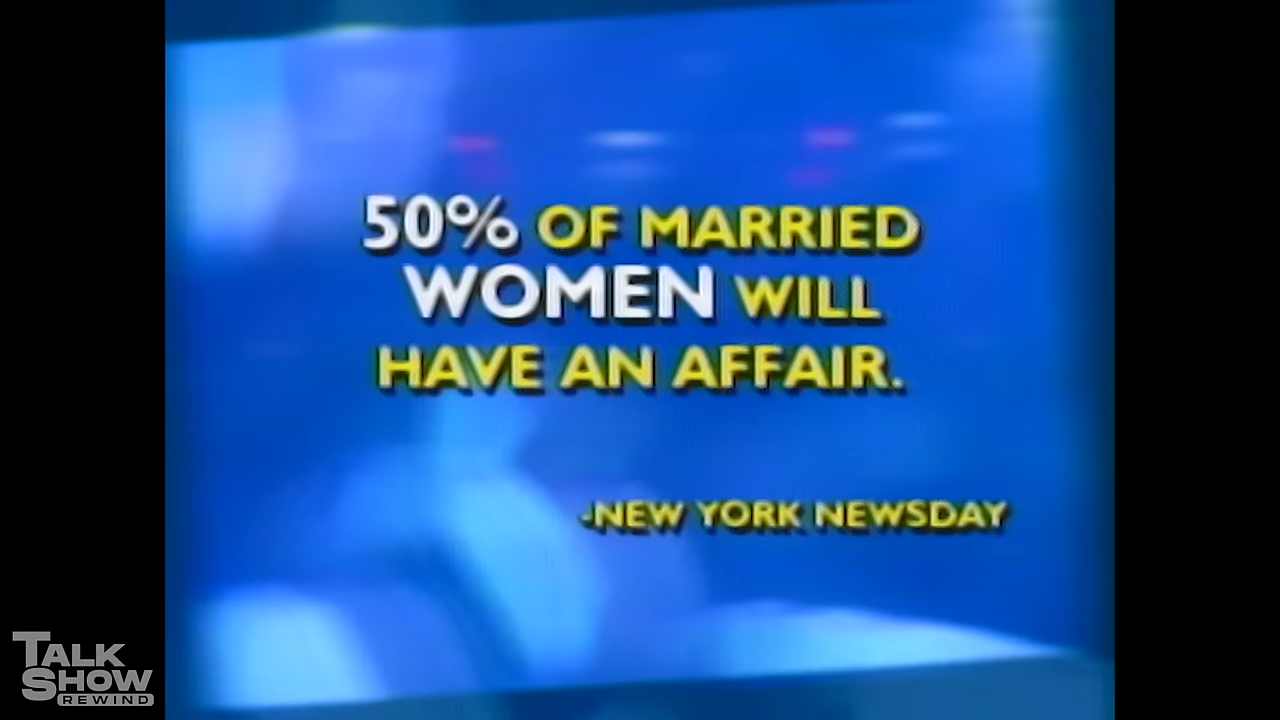 50% OF MARRIED
WOMEN WILL
HAVE AN AFFAIR.
-NEW YORK NEWSDAY
TALK
SHOW
REWIND